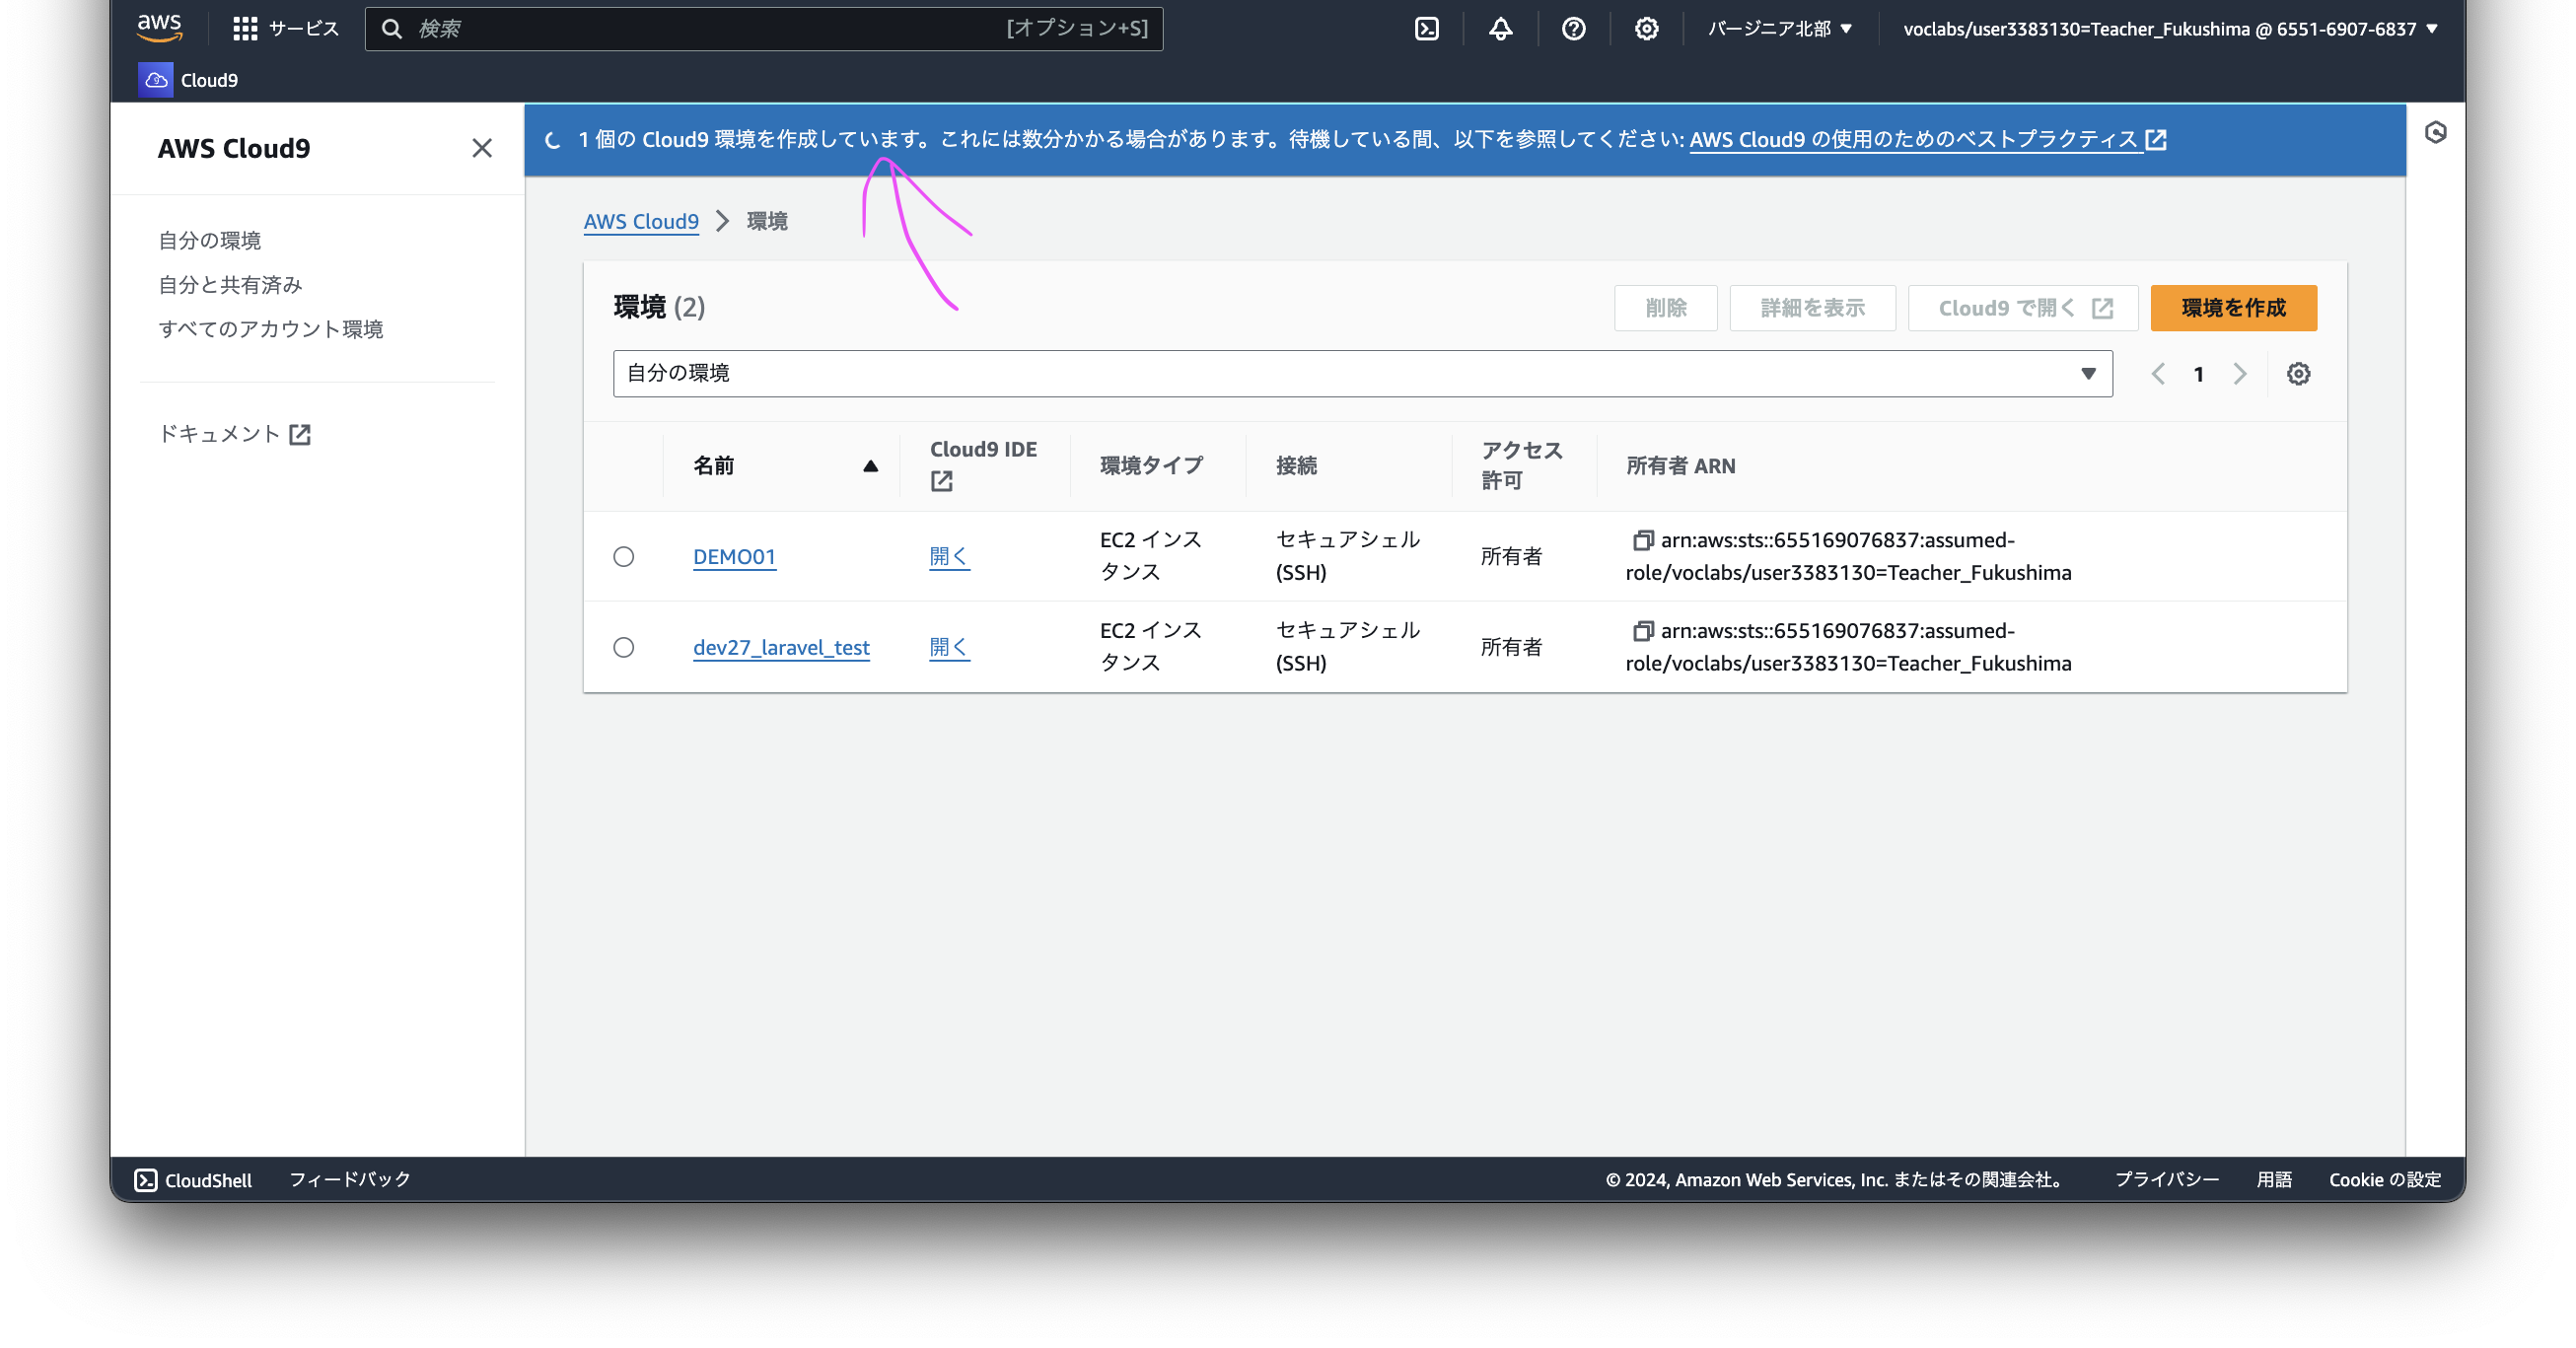 aws
サービス
検索
[オプション+S]
バージニア北部
voclabs/user3383130=Teacher_Fukushima @ 6551-6907-6837
Cloud9
AWS Cloud9
1 個の Cloud9 環境を作成しています。これには数分かかる場合があります。待機している間、以下を参照してください: AWS Cloud9 の使用のためのベストプラクティス
自分の環境
自分と共有済み
すべてのアカウント環境
ドキュメント
AWS Cloud9
環境
環境 (2)
削除
詳細を表示
Cloud9 で開く
環境を作成
自分の環境
1
名前
Cloud9 IDE
環境タイプ
接続
アクセス
許可
所有者 ARN
DEMO01
開く
EC2 インス
タンス
セキュアシェル
(SSH)
所有者
arn:aws:sts::655169076837:assumed-
role/voclabs/user3383130=Teacher_Fukushima
dev27_laravel_test
開く
EC2 インス
タンス
セキュアシェル
(SSH)
所有者
arn:aws:sts::655169076837:assumed-
role/voclabs/user3383130=Teacher_Fukushima
CloudShell
フィードバック
© 2024, Amazon Web Services, Inc. またはその関連会社。
プライバシー
用語
Cookie の設定